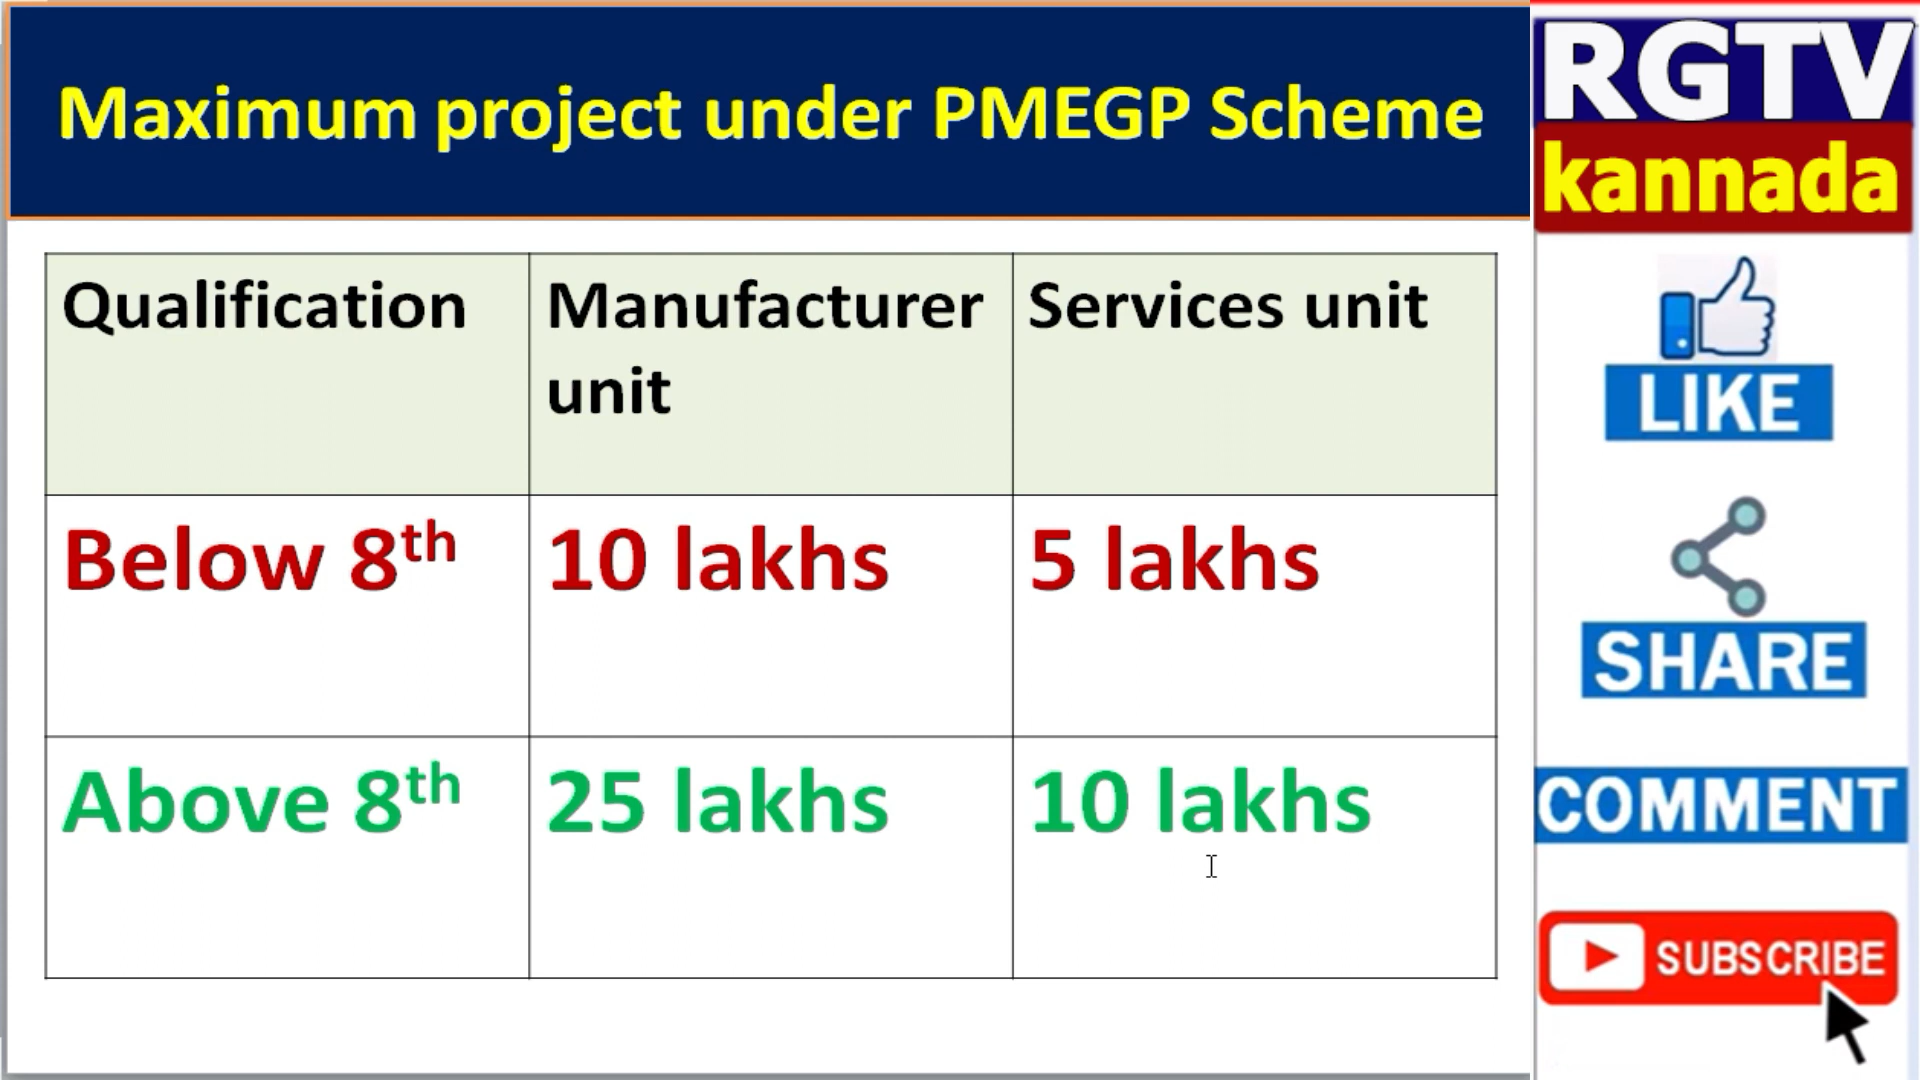 Maximum project under PMEGP Scheme
Qualification
Manufacturer
unit
Services unit
Below 8th
10 lakhs
5 lakhs
Above 8th
25 lakhs
10 lakhs
RGTV
kannada
LIKE
SHARE
COMMENT
SUBSCRIBE